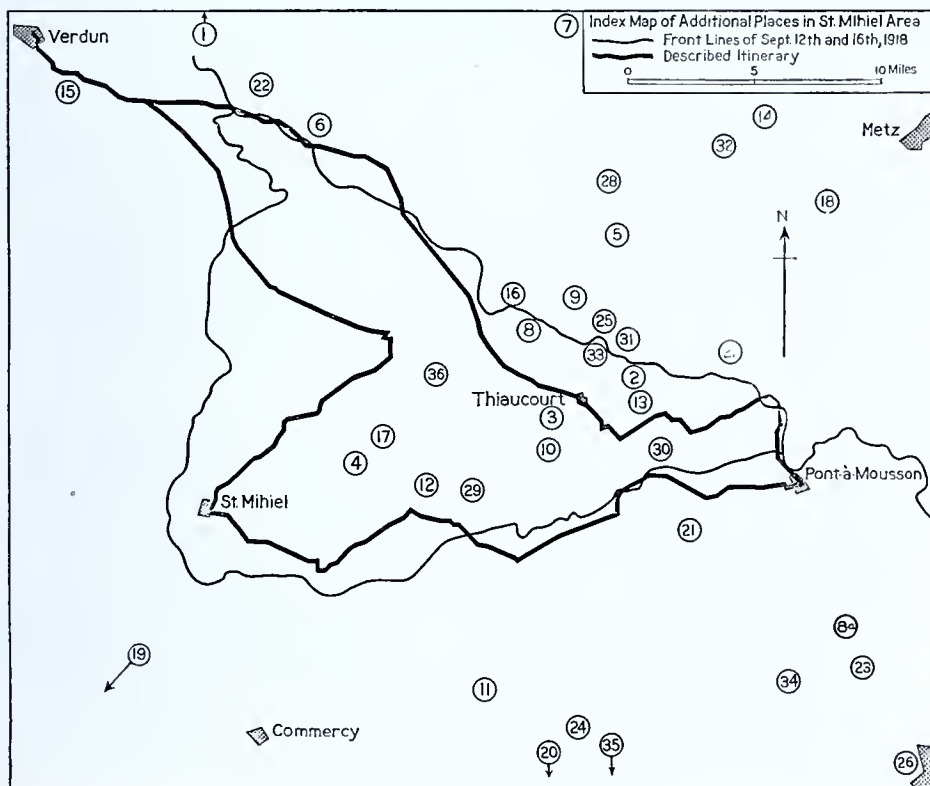 Verdun
1
7
Index Map of Additional Places in St. Mihiel Area
Front Lines of Sept. 12th and 16th, 1918
Described Itinerary
0 5 10 Miles
15
22
6
14
Metz
32
28
18
5
N
16
9
8
25
31
33
36
2
Thiaucourt
13
3
17
10
30
4
12
29
Pont-à-Mousson
St. Mihiel
21
8a
19
23
11
34
Commercy
24
20
35
26